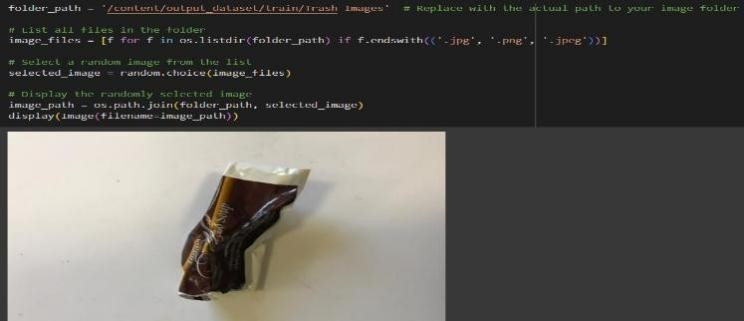 folder_path = '/content/output_dataset/train/Trash Images'  # Replace with the actual path to your image folder
# List all files in the folder
image_files = [f for f in os.listdir(folder_path) if f.endswith(('.jpg', '.png', '.jpeg'))]
# Select a random image from the list
selected_image = random.choice(image_files)
# Display the randomly selected image
image_path = os.path.join(folder_path, selected_image)
display(Image(filename=image_path))